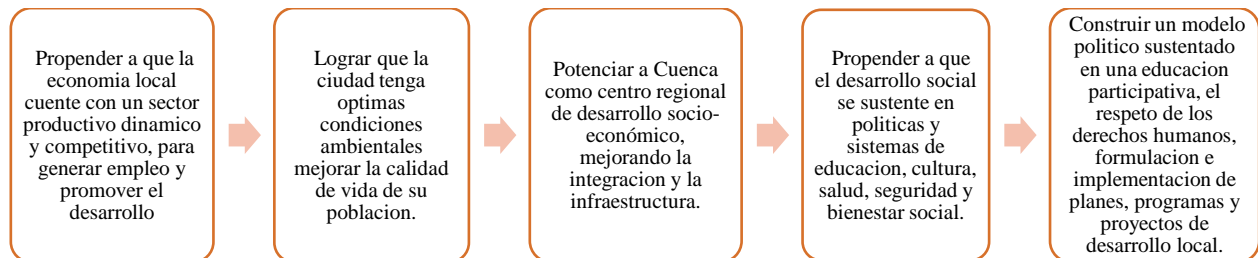 Propender a que la
economia local
cuente con un sector
productivo dinamico
y competitivo, para
generar empleo y
promover el
desarrollo
Lograr que la
ciudad tenga
optimas
condiciones
ambientales
mejorar la calidad
de vida de su
poblacion.
Potenciar a Cuenca
como centro regional
de desarrollo socio-
económico,
mejorando la
integracion y la
infraestructura.
Propender a que
el desarrollo social
se sustente en
politicas y
sistemas de
educacion, cultura,
salud, seguridad y
bienestar social.
Construir un modelo
politico sustentado
en una educacion
participativa, el
respeto de los
derechos humanos,
formulacion e
implementacion de
planes, programas y
proyectos de
desarrollo local.